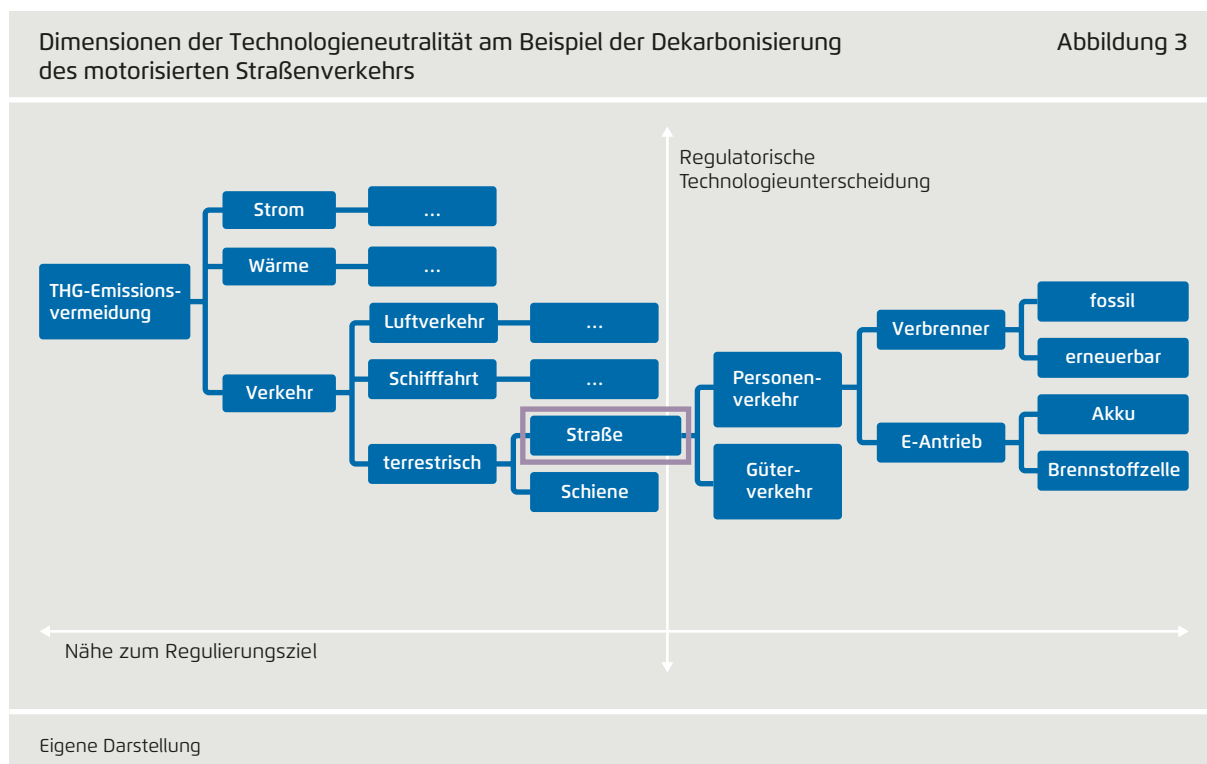 Dimensionen der Technologieneutralität am Beispiel der Dekarbonisierung
des motorisierten Straßenverkehrs
Abbildung 3
Regulatorische
Technologieunterscheidung
THG-Emissions-
vermeidung
Strom
...
Wärme
...
Verkehr
Luftverkehr
...
Schifffahrt
...
terrestrisch
Straße
Schiene
Personen-
verkehr
Güter-
verkehr
Verbrenner
fossil
erneuerbar
E-Antrieb
Akku
Brennstoffzelle
Nähe zum Regulierungsziel
Eigene Darstellung